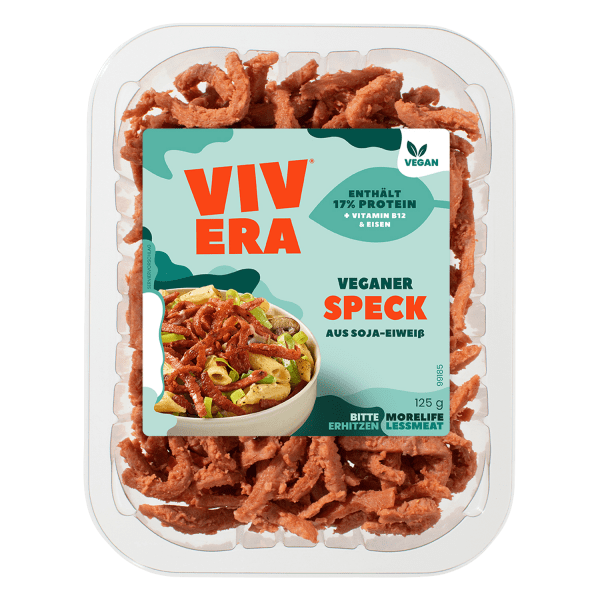 VEGAN
VIV
ERA
®
ENTHÄLT
17% PROTEIN
+ VITAMIN B12
& EISEN
VEGANER
SPECK
AUS SOJA-EIWEIß
SERVIERVORSCHLAG
99185
125 g
BITTE
ERHITZEN
MORELIFE
LESSMEAT